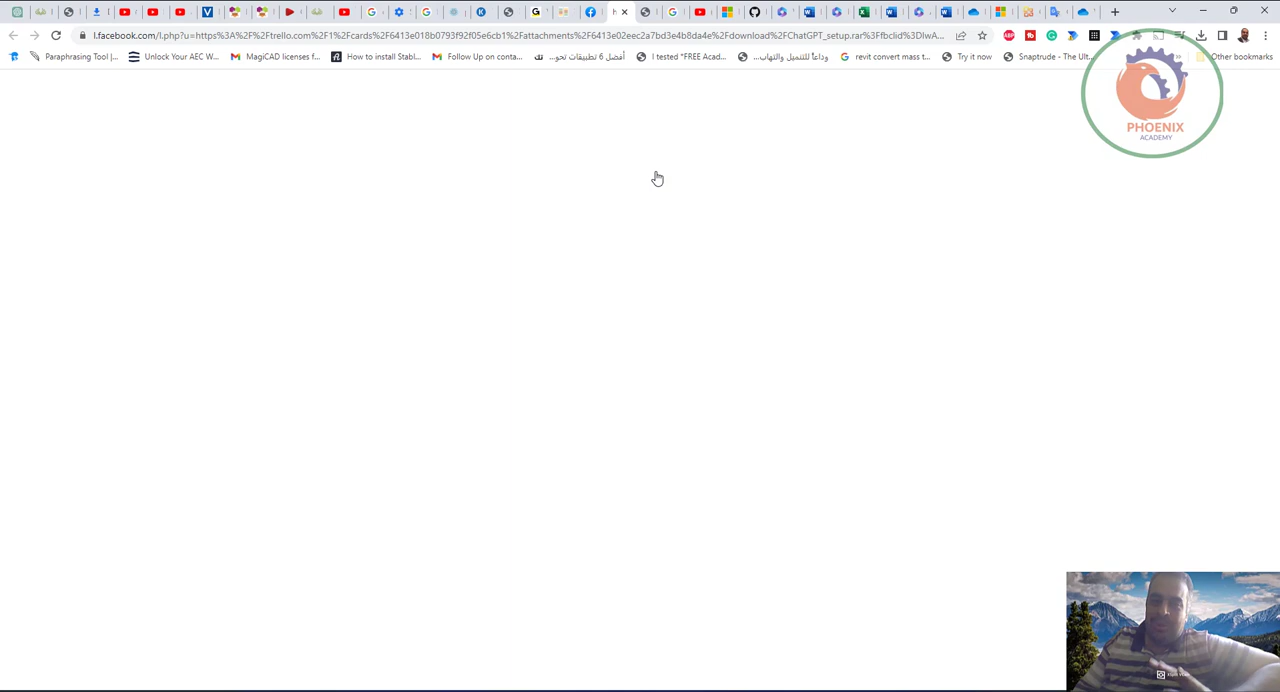 l.facebook.com/l.php?u=https%3A%2F%2Ftrello.com%2F1%2Fcards%2F6413e018b0795392f05e6cb1%2Fattachments%2F6413e02eec2a7bd3e4b8da4e%2Fdownload%2FChatGPT_setup.rar%3Ffbclid%3DIwA...
Paraphrasing Tool |...
Unlock Your AEC W...
MagiCAD licenses f...
How to install Stabl...
Follow Up on conta...
أفضل 6 تطبيقات تحو...
I tested *FREE Acad...
وداعاً للتنميل والتهاب...
revit convert mass t...
Try it now
Snaptrude - The Ult...
Other bookmarks
PHOENIX
ACADEMY